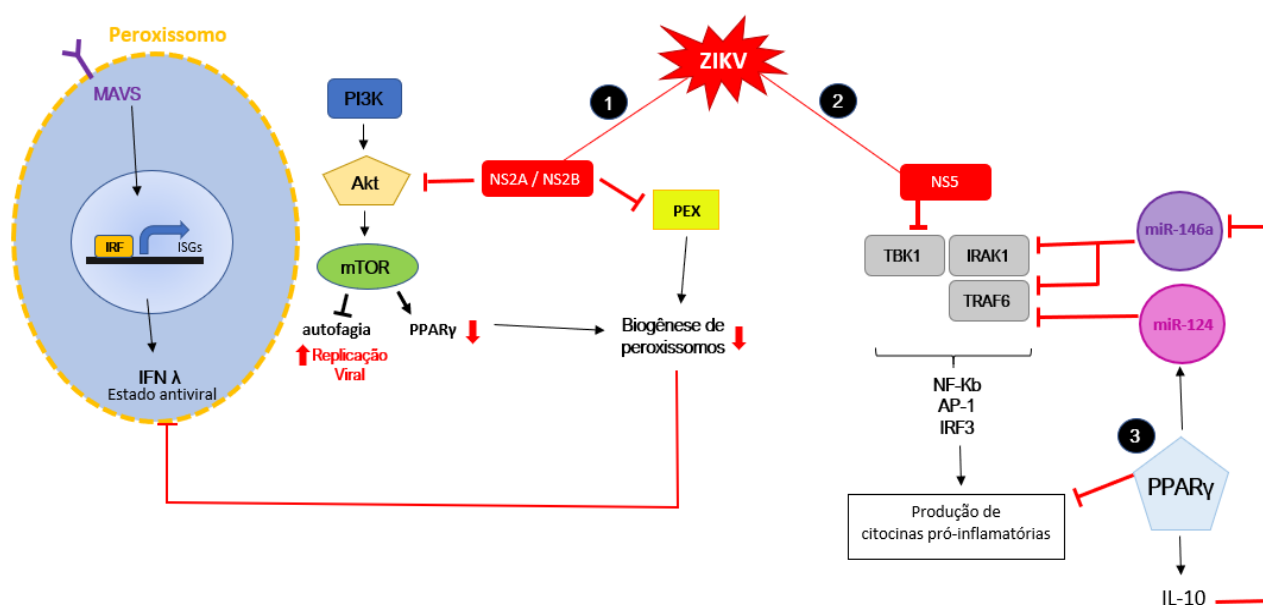 Peroxissomo
MAVS
IRF
ISGs
IFN λ
Estado antiviral
PI3K
Akt
mTOR
autofagia
Replicação
Viral
PPARγ
ZIKV
1
2
NS2A / NS2B
PEX
Biogênese de
peroxissomos
NS5
TBK1
IRAK1
TRAF6
miR-146a
miR-124
NF-Kb
AP-1
IRF3
3
PPARγ
Produção de
citocinas pró-inflamatórias
IL-10